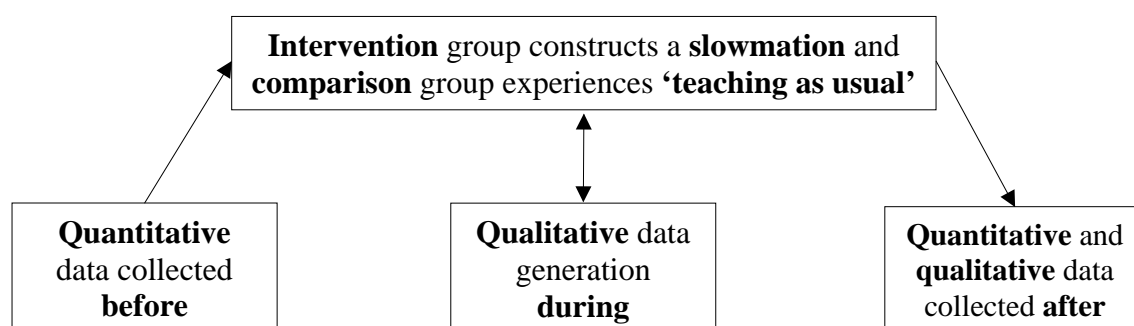 Intervention group constructs a slowmation and
comparison group experiences ‘teaching as usual’
Quantitative
data collected
before
Qualitative data
generation
during
Quantitative and
qualitative data
collected after